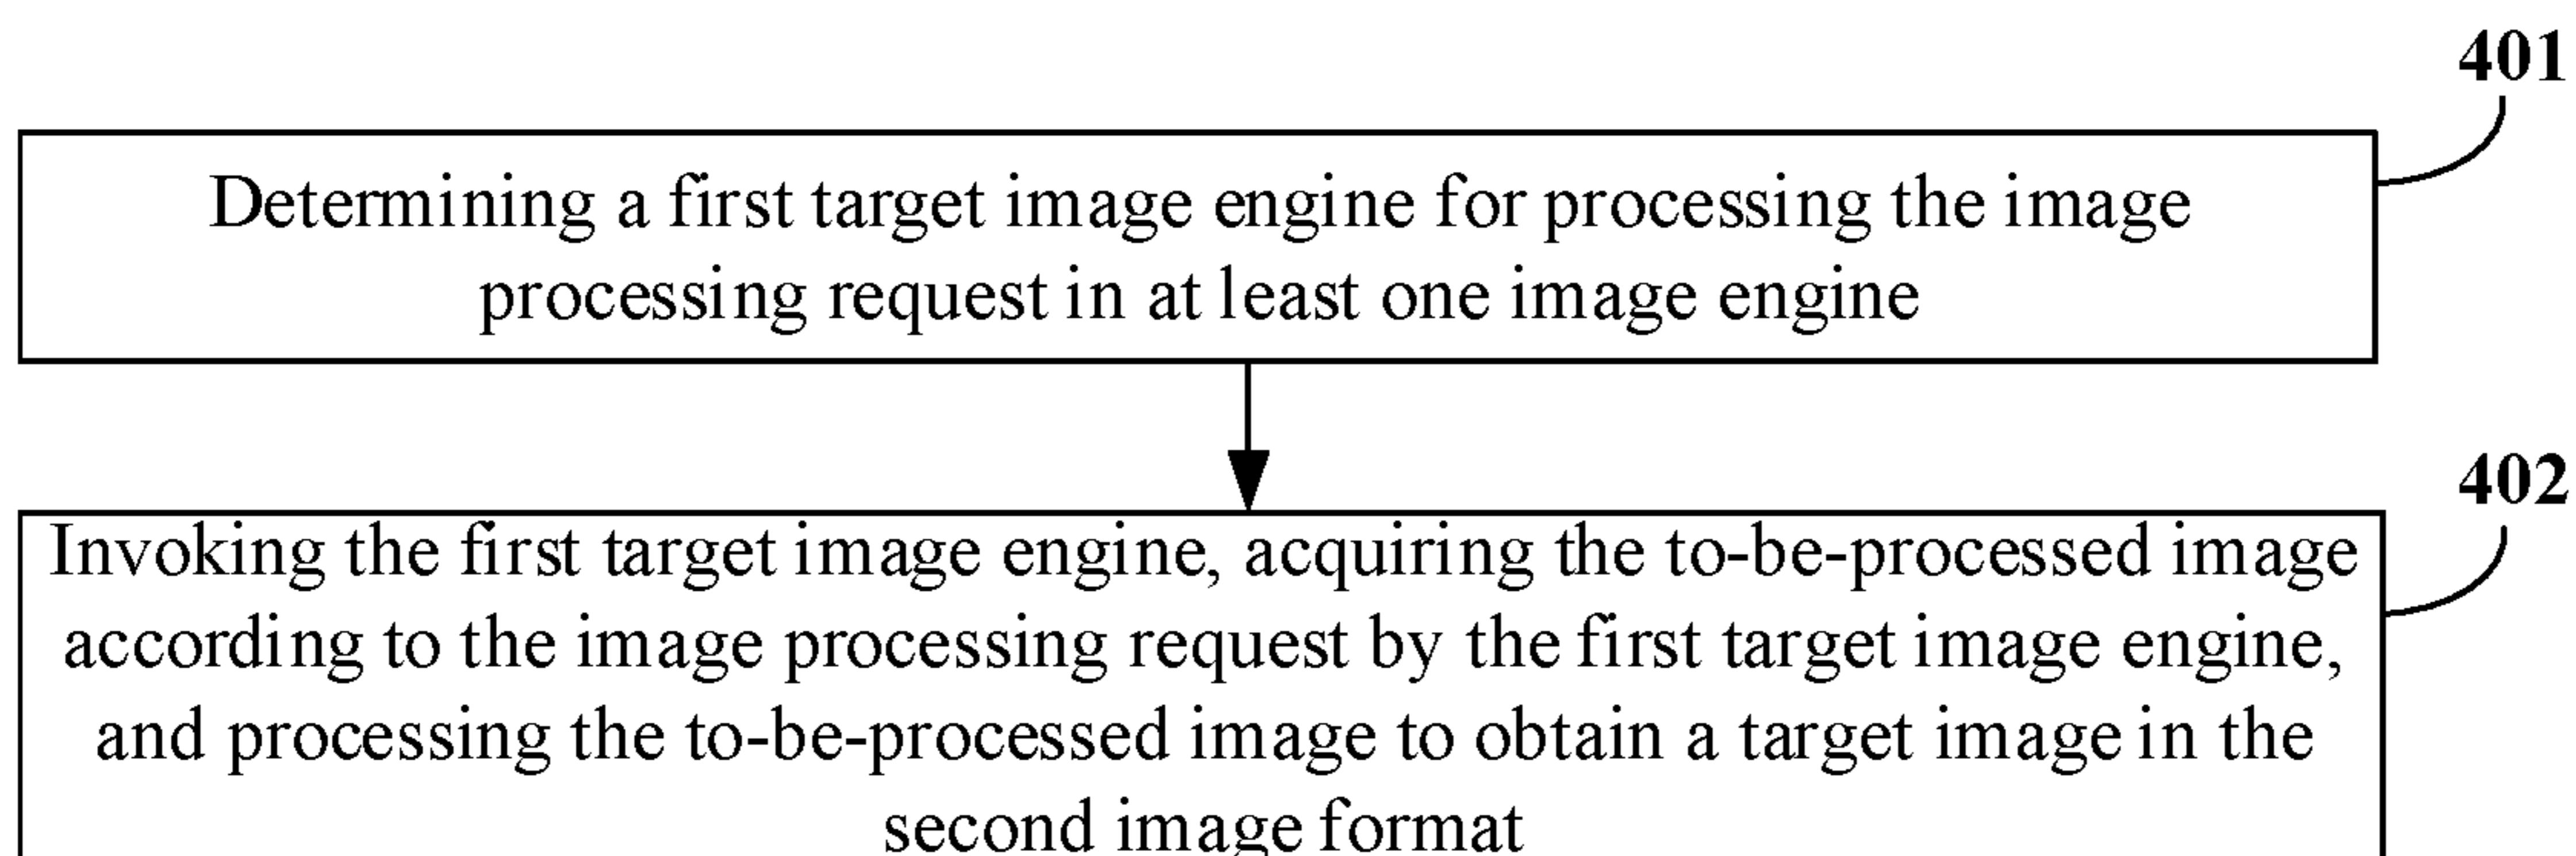 401
Determining a first target image engine for processing the image
processing request in at least one image engine
402
Invoking the first target image engine, acquiring the to-be-processed image
according to the image processing request by the first target image engine,
and processing the to-be-processed image to obtain a target image in the
second image format